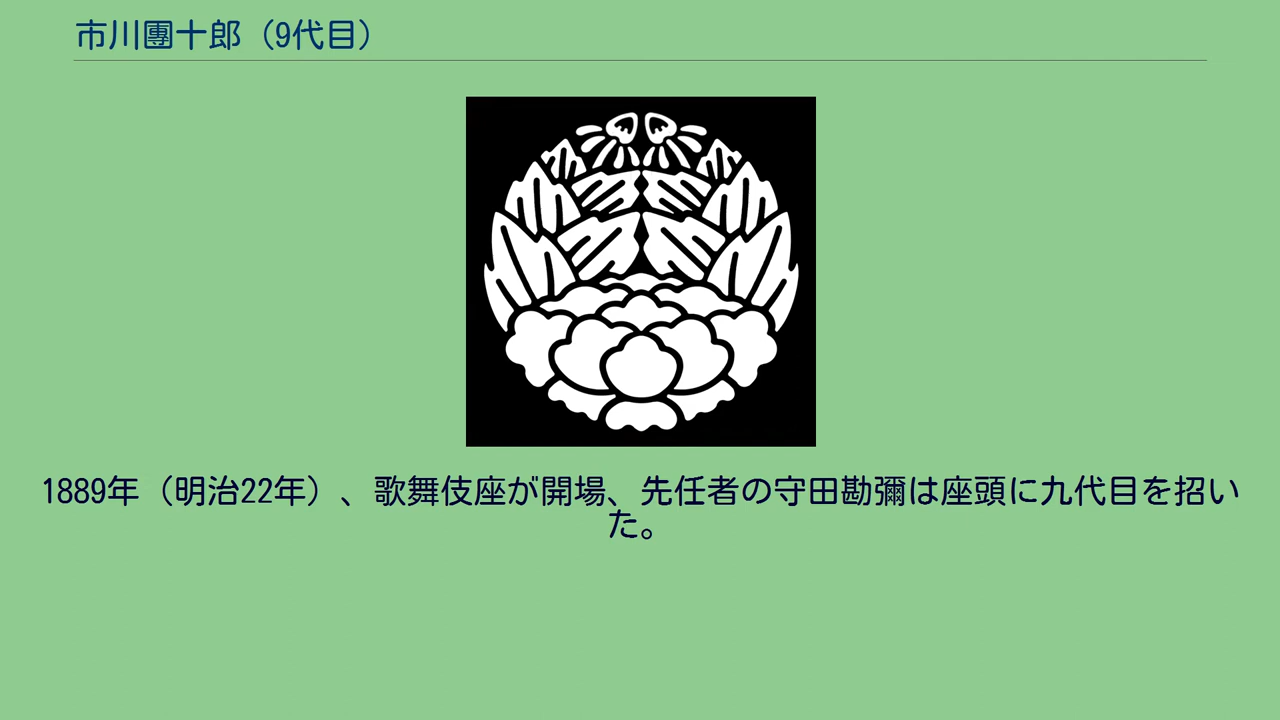 市川團十郎（9代目）
1889年（明治22年）、歌舞伎座が開場、先任者の守田勘彌は座頭に九代目を招い
た。